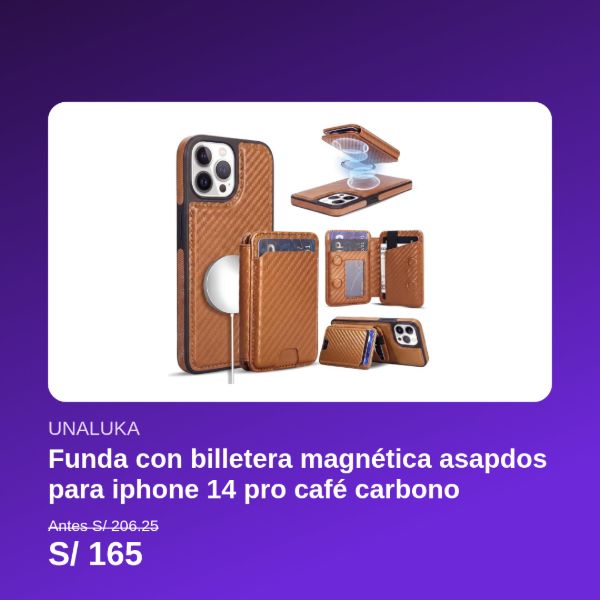 UNALUKA
Funda con billetera magnética asapdos
para iphone 14 pro café carbono
Antes S/ 206.25
S/ 165